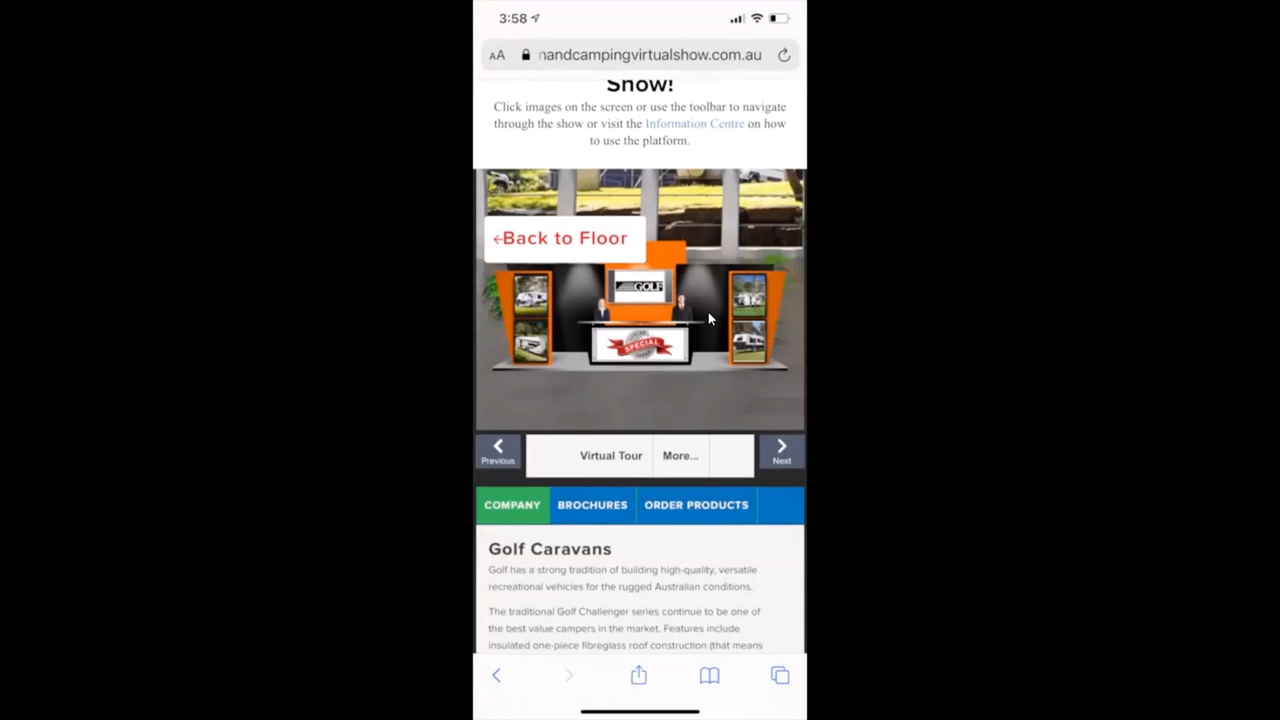 3:58
AA
nandcampingvirtualshow.com.au
Show!
Click images on the screen or use the toolbar to navigate
through the show or visit the Information Centre on how
to use the platform.
←Back to Floor
GOLF
SPECIAL
Previous
Virtual Tour
More...
Next
COMPANY
BROCHURES
ORDER PRODUCTS
Golf Caravans
Golf has a strong tradition of building high-quality, versatile
recreational vehicles for the rugged Australian conditions.
The traditional Golf Challenger series continue to be one of
the best value campers in the market. Features include
insulated one-piece fibreglass roof construction (that means